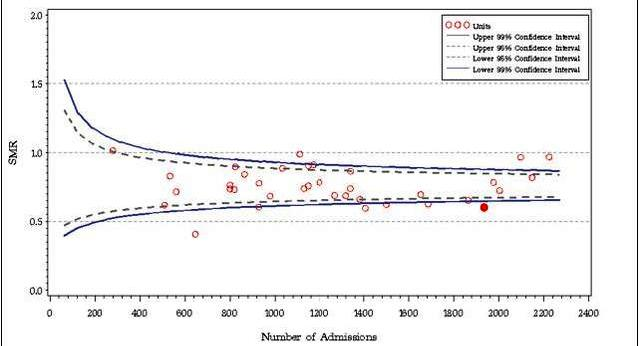 2.0
Units
Upper 99% Confidence Interval
Upper 95% Confidence Interval
Lower 95% Confidence Interval
Lower 99% Confidence Interval
1.5
SMR
1.0
0.5
0.0
0 200 400 600 800 1000 1200 1400 1600 1800 2000 2200 2400
Number of Admissions